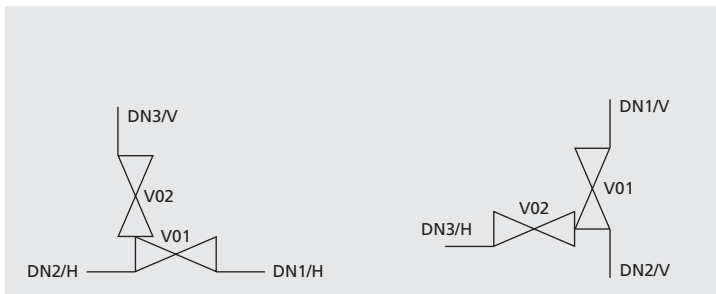 DN3/V
V02
V01
DN2/H
DN1/H
DN1/V
V01
V02
DN3/H
DN2/V